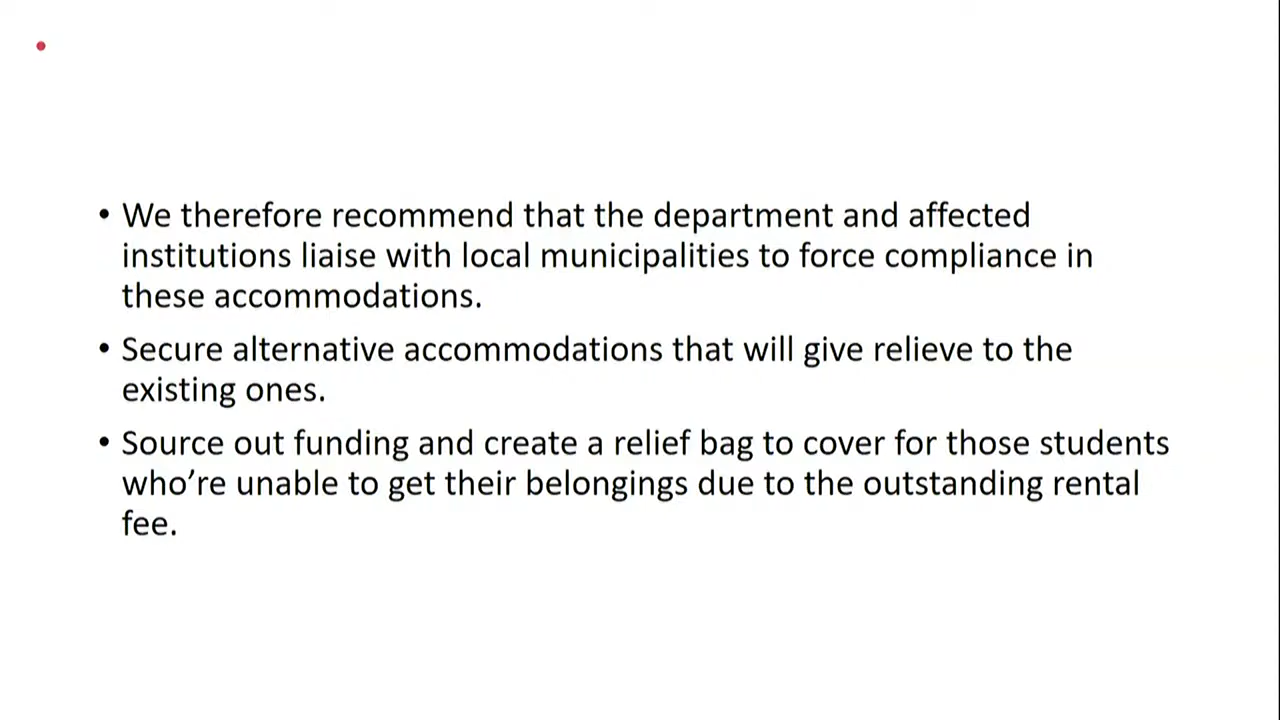 • We therefore recommend that the department and affected
institutions liaise with local municipalities to force compliance in
these accommodations.
• Secure alternative accommodations that will give relieve to the
existing ones.
• Source out funding and create a relief bag to cover for those students
who’re unable to get their belongings due to the outstanding rental
fee.